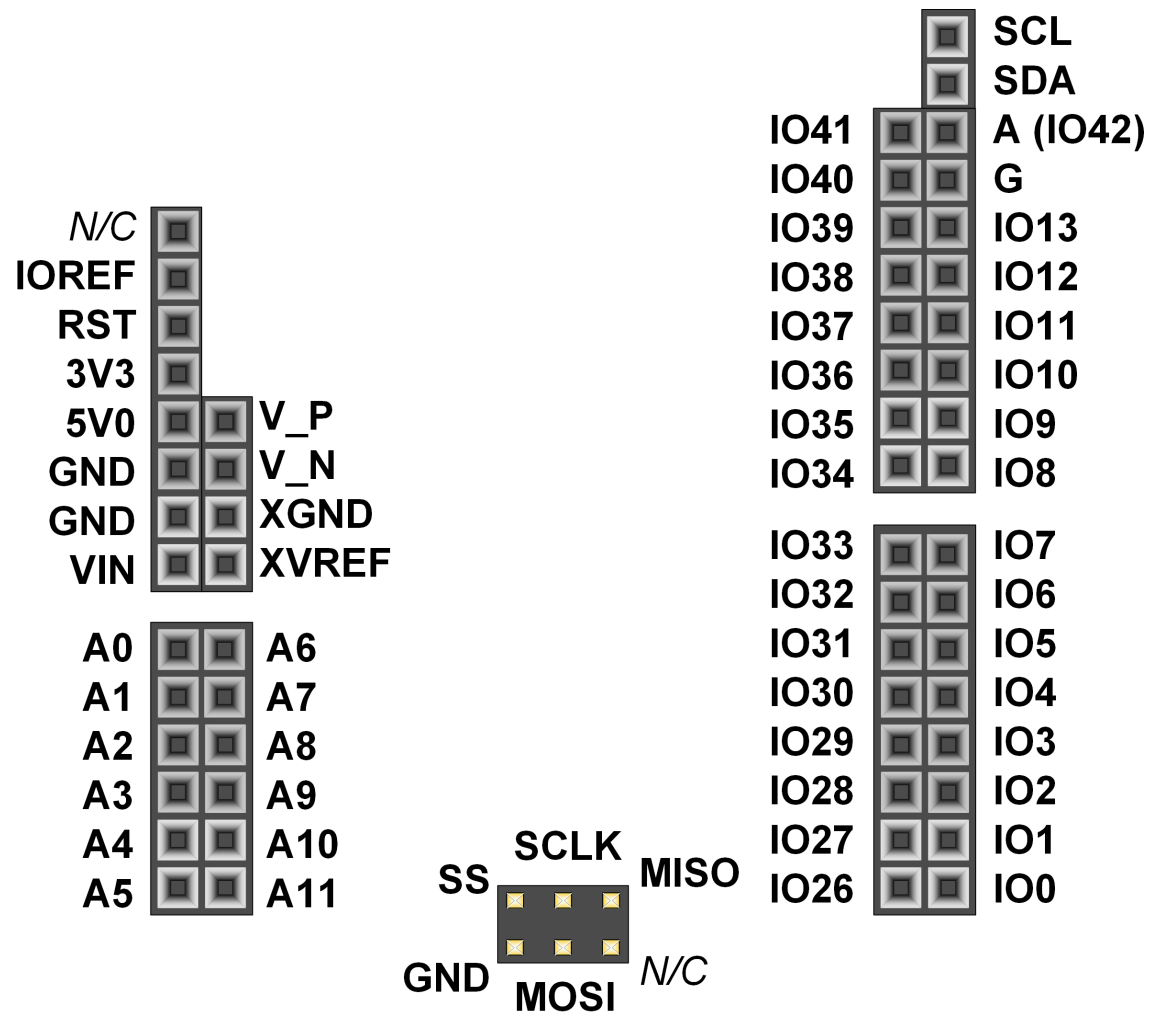 SCL
SDA
IO41 A (IO42)
IO40 G
IO39 IO13
IO38 IO12
IO37 IO11
IO36 IO10
IO35 IO9
IO34 IO8
IO33 IO7
IO32 IO6
IO31 IO5
IO30 IO4
IO29 IO3
IO28 IO2
IO27 IO1
IO26 IO0
N/C
IOREF
RST
3V3
5V0 V_P
GND V_N
GND XGND
VIN XVREF
A0 A6
A1 A7
A2 A8
A3 A9
A4 A10
A5 A11
SS SCLK MISO
GND MOSI N/C